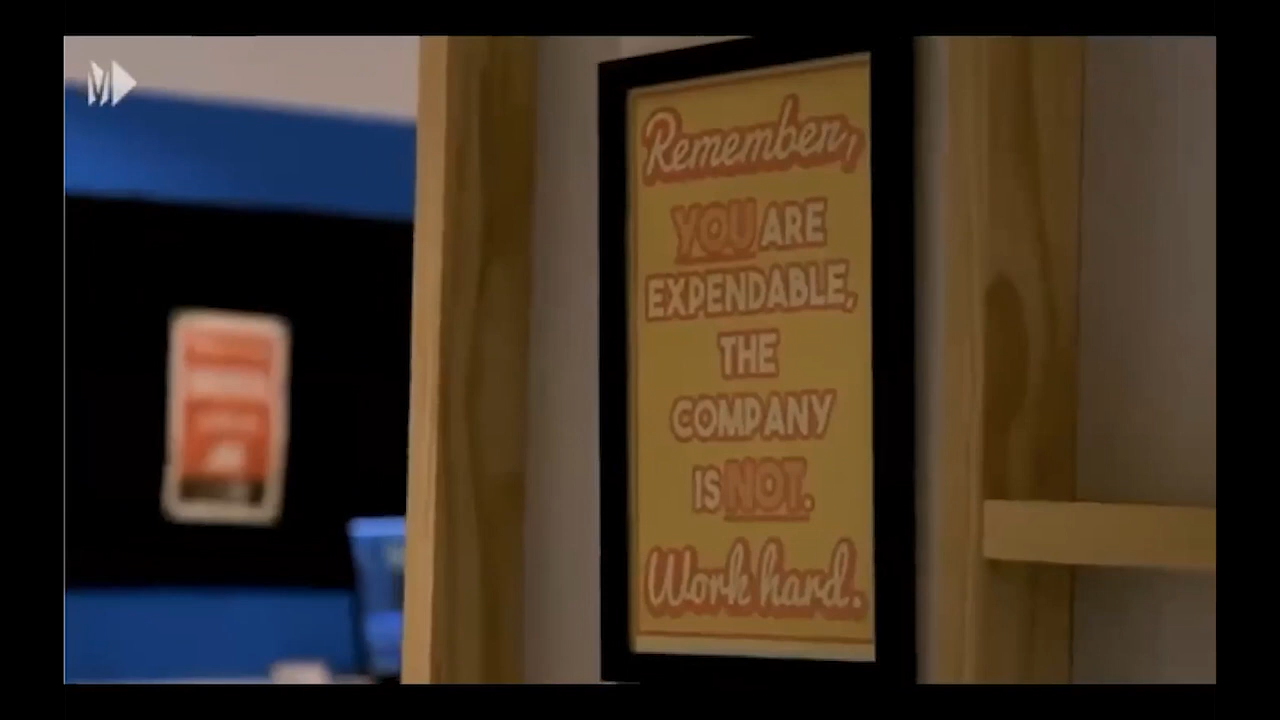 Remember,
YOU ARE
EXPENDABLE,
THE
COMPANY
IS NOT.
Work hard.